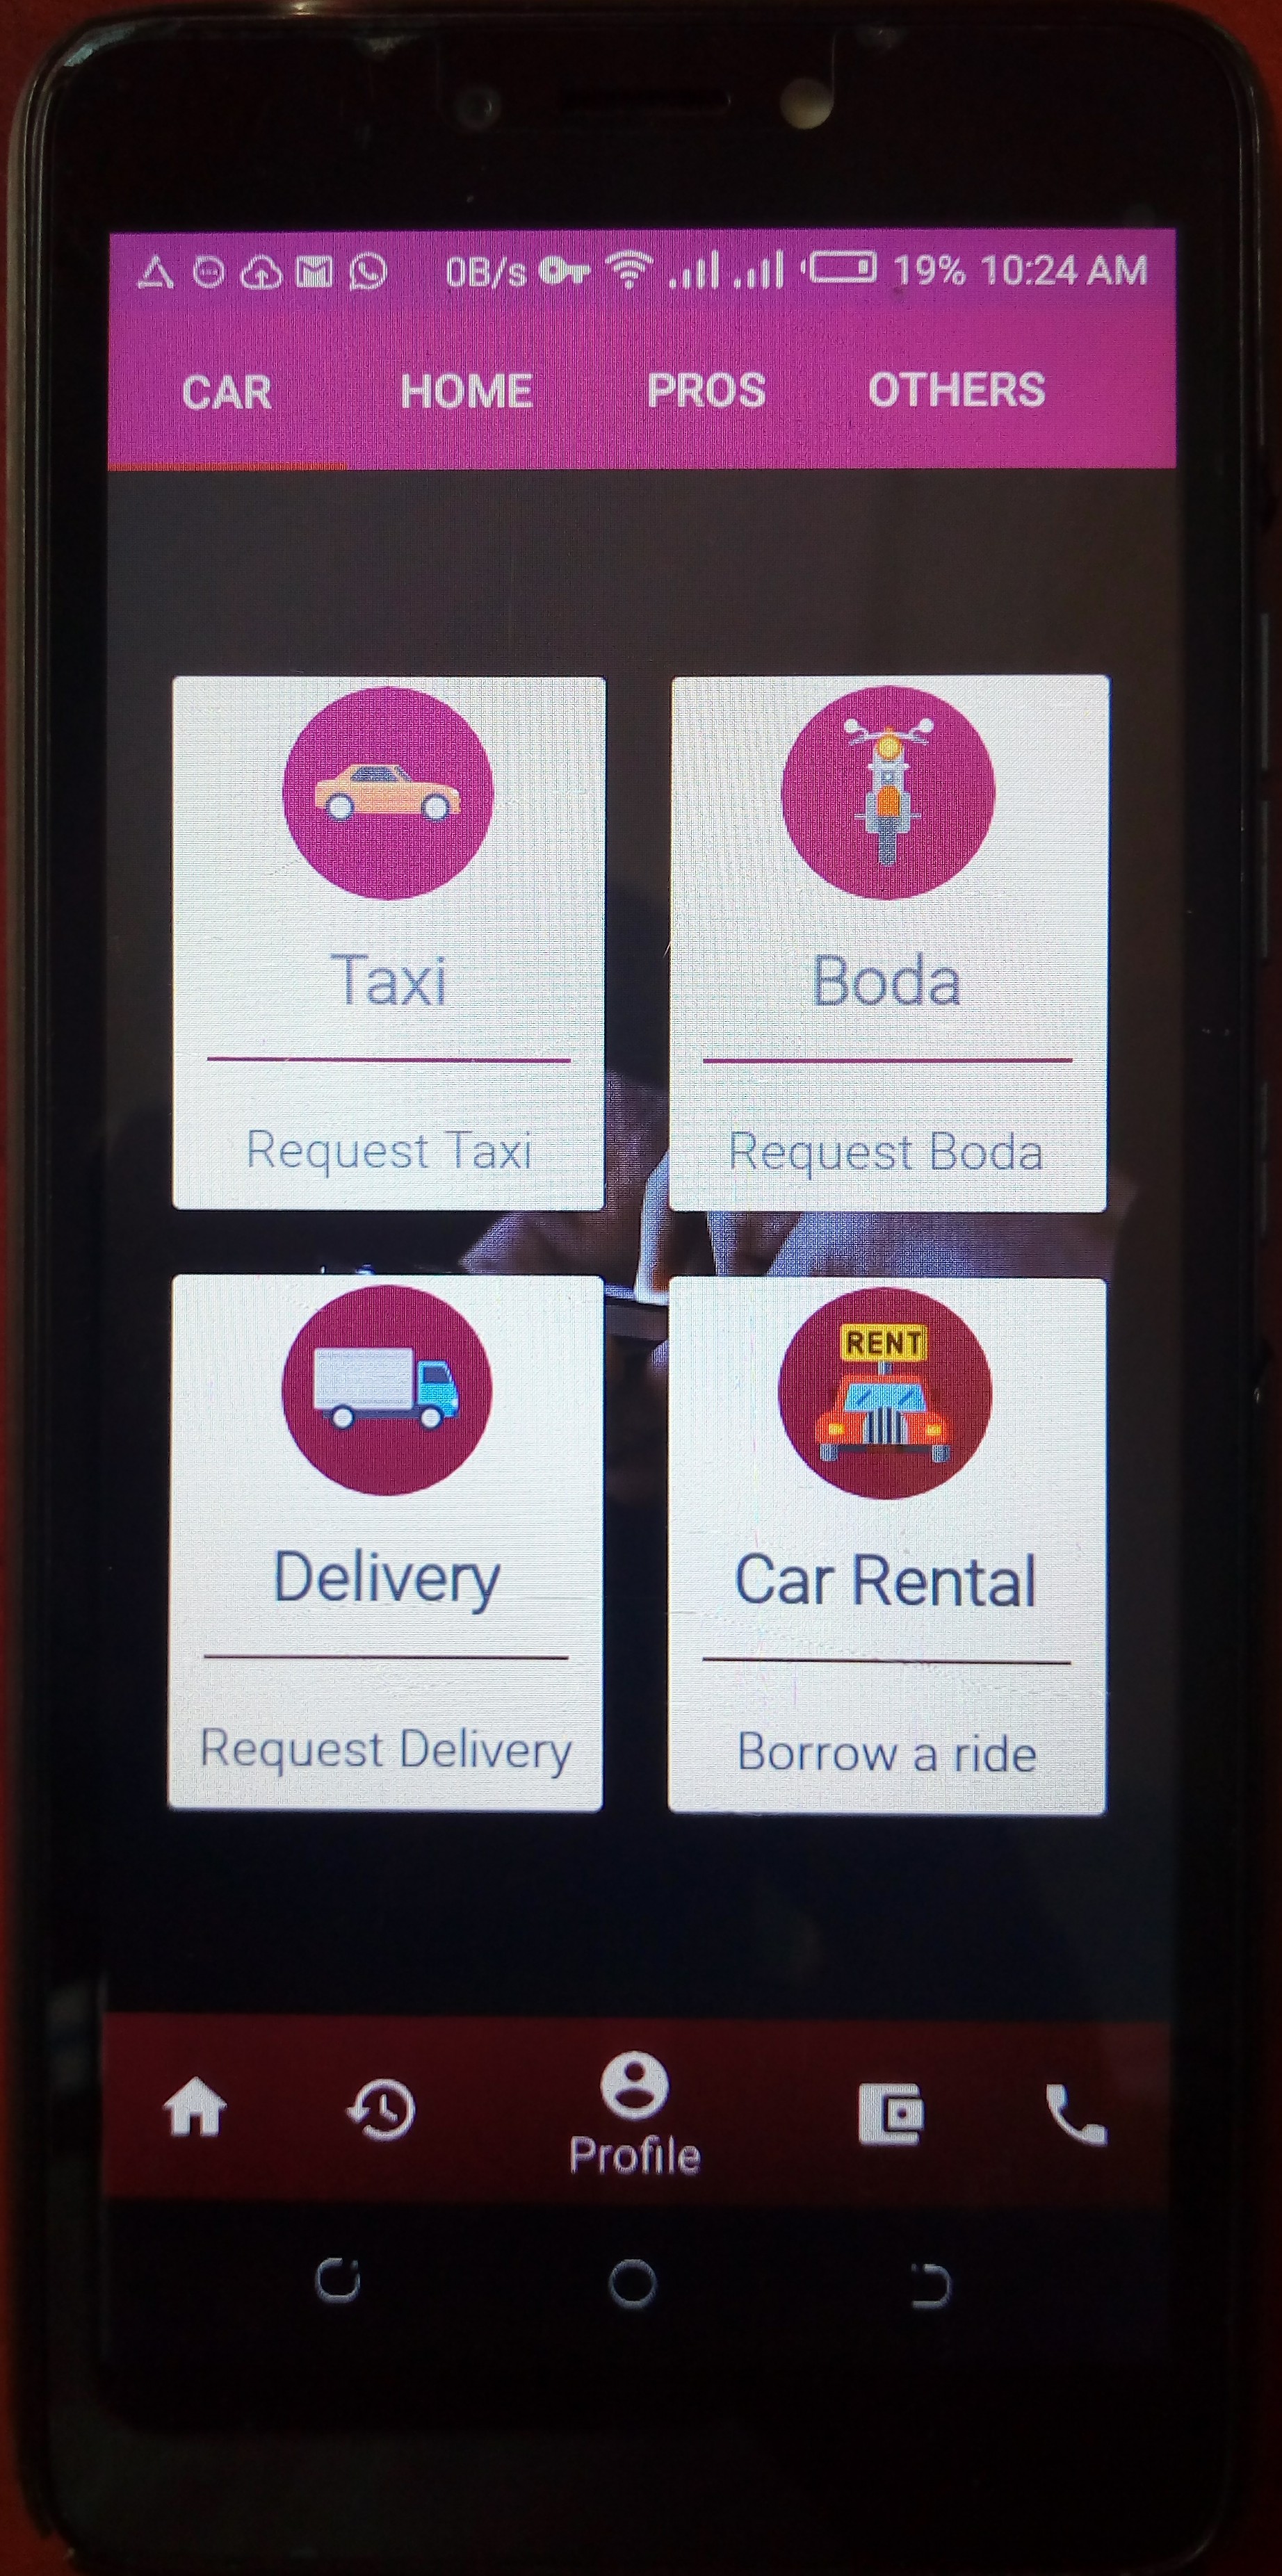 0B/s 19% 10:24 AM
CAR HOME PROS OTHERS
Taxi
Request Taxi
Boda
Request Boda
Delivery
Request Delivery
RENT
Car Rental
Borrow a ride
Profile